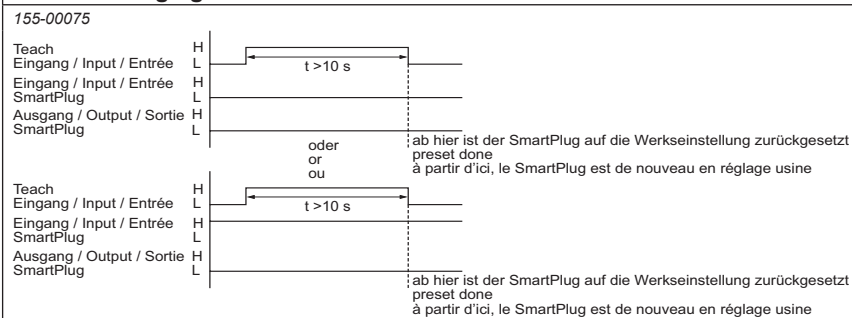 155-00075
Teach H
Eingang / Input / Entrée L
t >10 s
Eingang / Input / Entrée H
SmartPlug L
Ausgang / Output / Sortie H
SmartPlug L
oder
or
ou
ab hier ist der SmartPlug auf die Werkseinstellung zurückgesetzt
preset done
à partir d'ici, le SmartPlug est de nouveau en réglage usine
Teach H
Eingang / Input / Entrée L
t >10 s
Eingang / Input / Entrée H
SmartPlug L
Ausgang / Output / Sortie H
SmartPlug L
ab hier ist der SmartPlug auf die Werkseinstellung zurückgesetzt
preset done
à partir d'ici, le SmartPlug est de nouveau en réglage usine